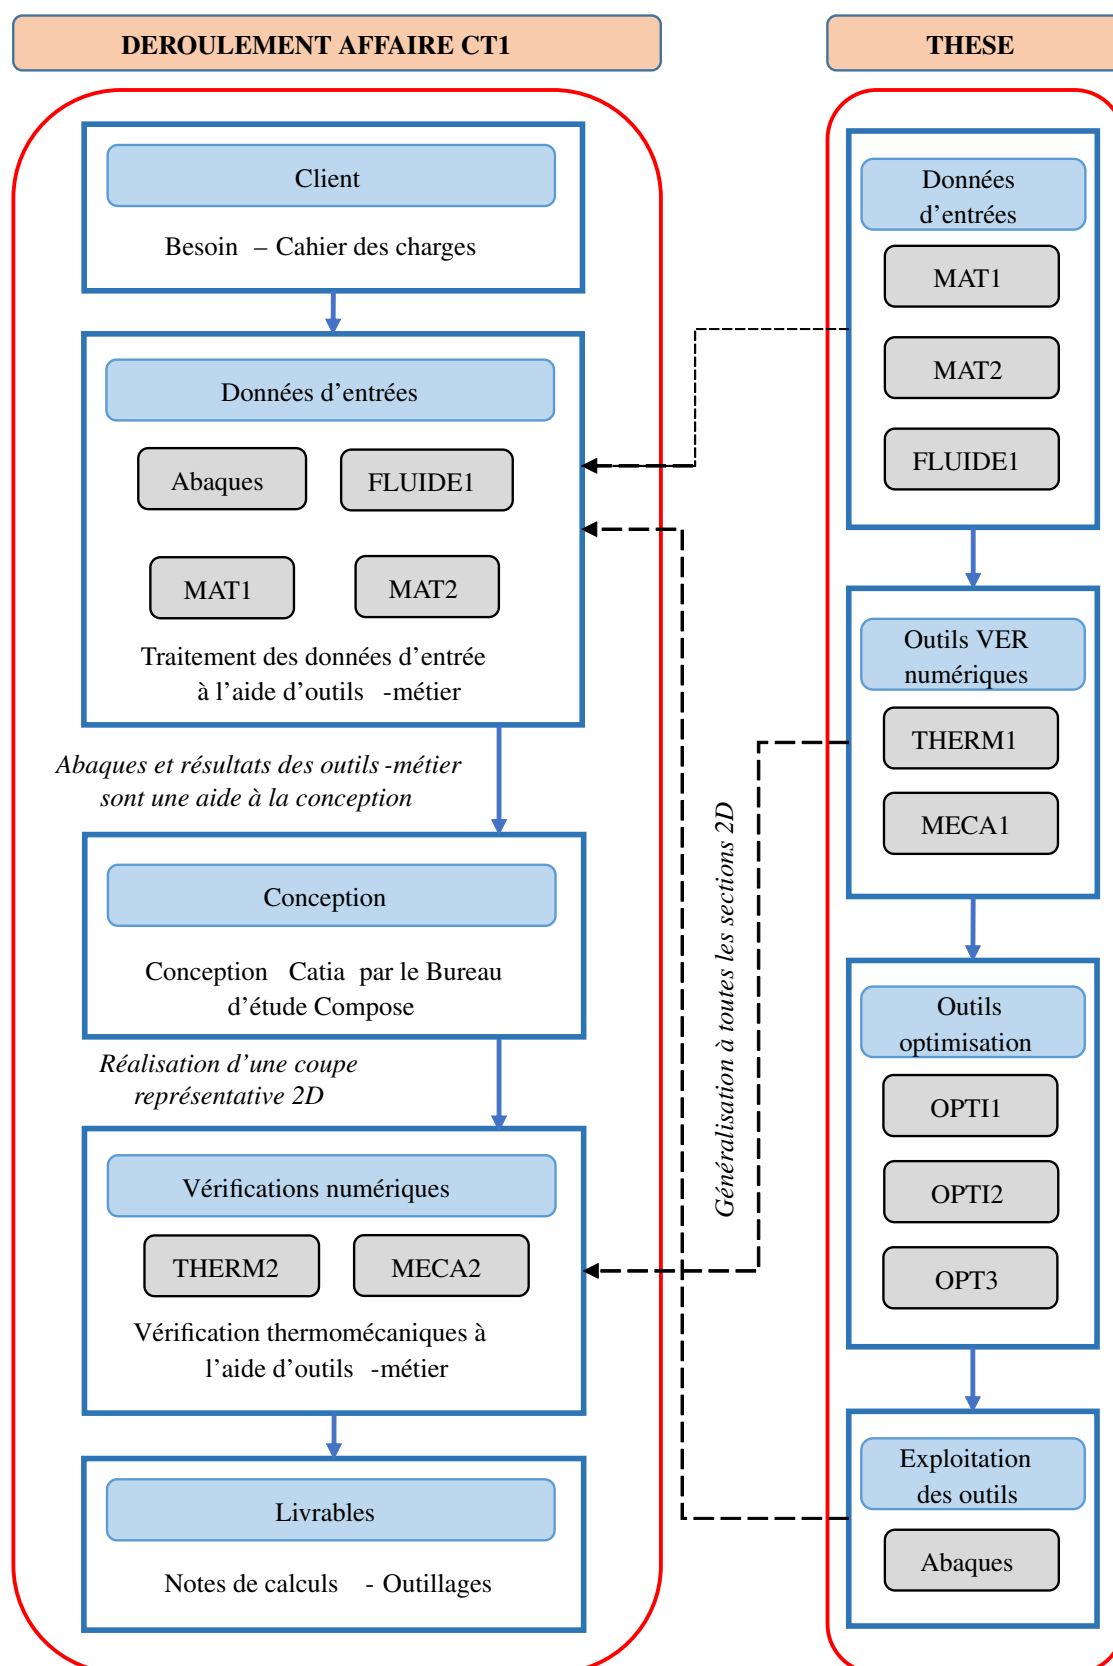 DEROULEMENT AFFAIRE CT1
Client
Besoin – Cahier des charges
Données d'entrées
Abaques
FLUIDE1
MAT1
MAT2
Traitement des données d'entrée
à l'aide d'outils -métier
Abaques et résultats des outils -métier
sont une aide à la conception
Conception
Conception Catia par le Bureau
d'étude Compose
Réalisation d'une coupe
représentative 2D
Vérifications numériques
THERM2
MECA2
Vérification thermomécaniques à
l'aide d'outils -métier
Livrables
Notes de calculs - Outillages
Généralisation à toutes les sections 2D
THESE
Données
d'entrées
MAT1
MAT2
FLUIDE1
Outils VER
numériques
THERM1
MECA1
Outils
optimisation
OPTI1
OPTI2
OPT3
Exploitation
des outils
Abaques